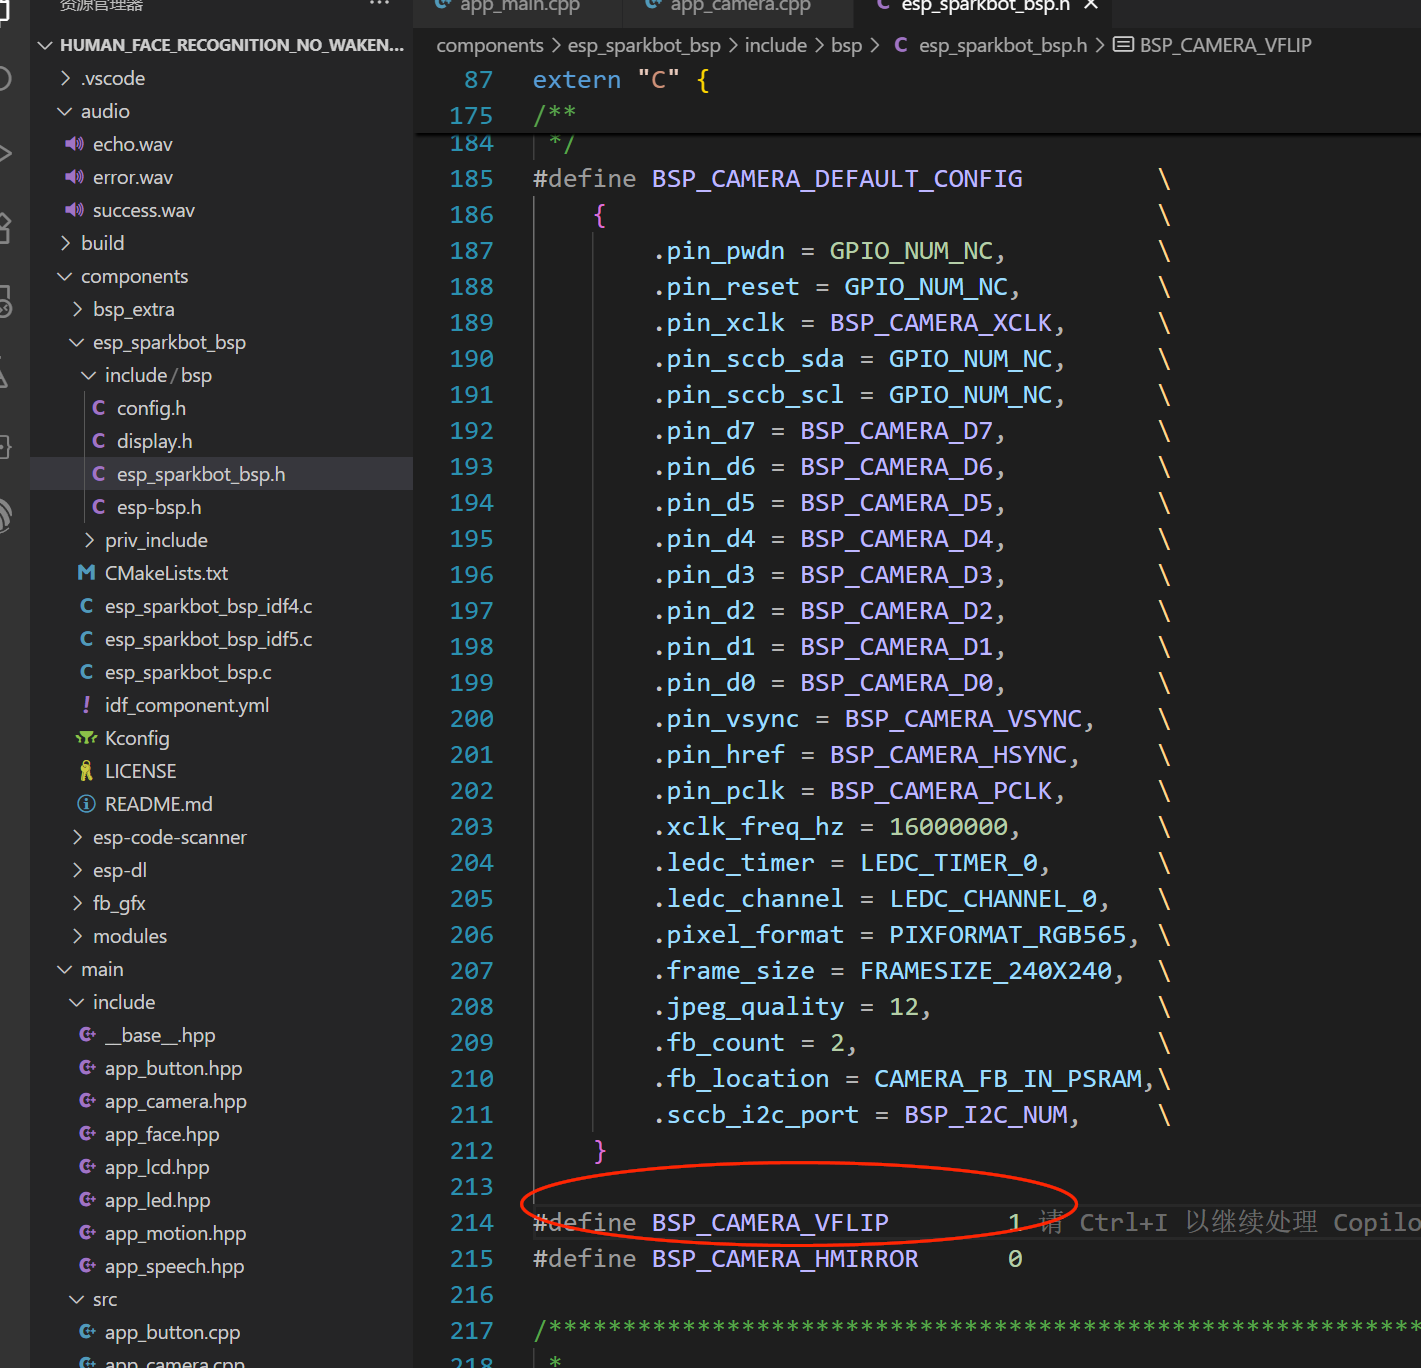 资源管理器 ···
HUMAN_FACE_RECOGNITION_NO_WAKEN...
.vscode
audio
echo.wav
error.wav
success.wav
build
components
bsp_extra
esp_sparkbot_bsp
include/bsp
config.h
display.h
esp_sparkbot_bsp.h
esp-bsp.h
priv_include
CMakeLists.txt
esp_sparkbot_bsp_idf4.c
esp_sparkbot_bsp_idf5.c
esp_sparkbot_bsp.c
idf_component.yml
Kconfig
LICENSE
README.md
esp-code-scanner
esp-dl
fb_gfx
modules
main
include
__base__.hpp
app_button.hpp
app_camera.hpp
app_face.hpp
app_lcd.hpp
app_led.hpp
app_motion.hpp
app_speech.hpp
src
app_button.cpp
app_camera.cpp
app_main.cpp app_camera.cpp esp_sparkbot_bsp.h ×
components > esp_sparkbot_bsp > include > bsp > C esp_sparkbot_bsp.h > BSP_CAMERA_VFLIP
87 extern "C" {
175 /**
184 */
185 #define BSP_CAMERA_DEFAULT_CONFIG \
186 { \
187 .pin_pwdn = GPIO_NUM_NC, \
188 .pin_reset = GPIO_NUM_NC, \
189 .pin_xclk = BSP_CAMERA_XCLK, \
190 .pin_sccb_sda = GPIO_NUM_NC, \
191 .pin_sccb_scl = GPIO_NUM_NC, \
192 .pin_d7 = BSP_CAMERA_D7, \
193 .pin_d6 = BSP_CAMERA_D6, \
194 .pin_d5 = BSP_CAMERA_D5, \
195 .pin_d4 = BSP_CAMERA_D4, \
196 .pin_d3 = BSP_CAMERA_D3, \
197 .pin_d2 = BSP_CAMERA_D2, \
198 .pin_d1 = BSP_CAMERA_D1, \
199 .pin_d0 = BSP_CAMERA_D0, \
200 .pin_vsync = BSP_CAMERA_VSYNC, \
201 .pin_href = BSP_CAMERA_HSYNC, \
202 .pin_pclk = BSP_CAMERA_PCLK, \
203 .xclk_freq_hz = 16000000, \
204 .ledc_timer = LEDC_TIMER_0, \
205 .ledc_channel = LEDC_CHANNEL_0, \
206 .pixel_format = PIXFORMAT_RGB565, \
207 .frame_size = FRAMESIZE_240X240, \
208 .jpeg_quality = 12, \
209 .fb_count = 2, \
210 .fb_location = CAMERA_FB_IN_PSRAM,\
211 .sccb_i2c_port = BSP_I2C_NUM, \
212 }
213
214 #define BSP_CAMERA_VFLIP 1 请 Ctrl+I 以继续处理 Copilo
215 #define BSP_CAMERA_HMIRROR 0
216
217 /***********************************************************
218 *